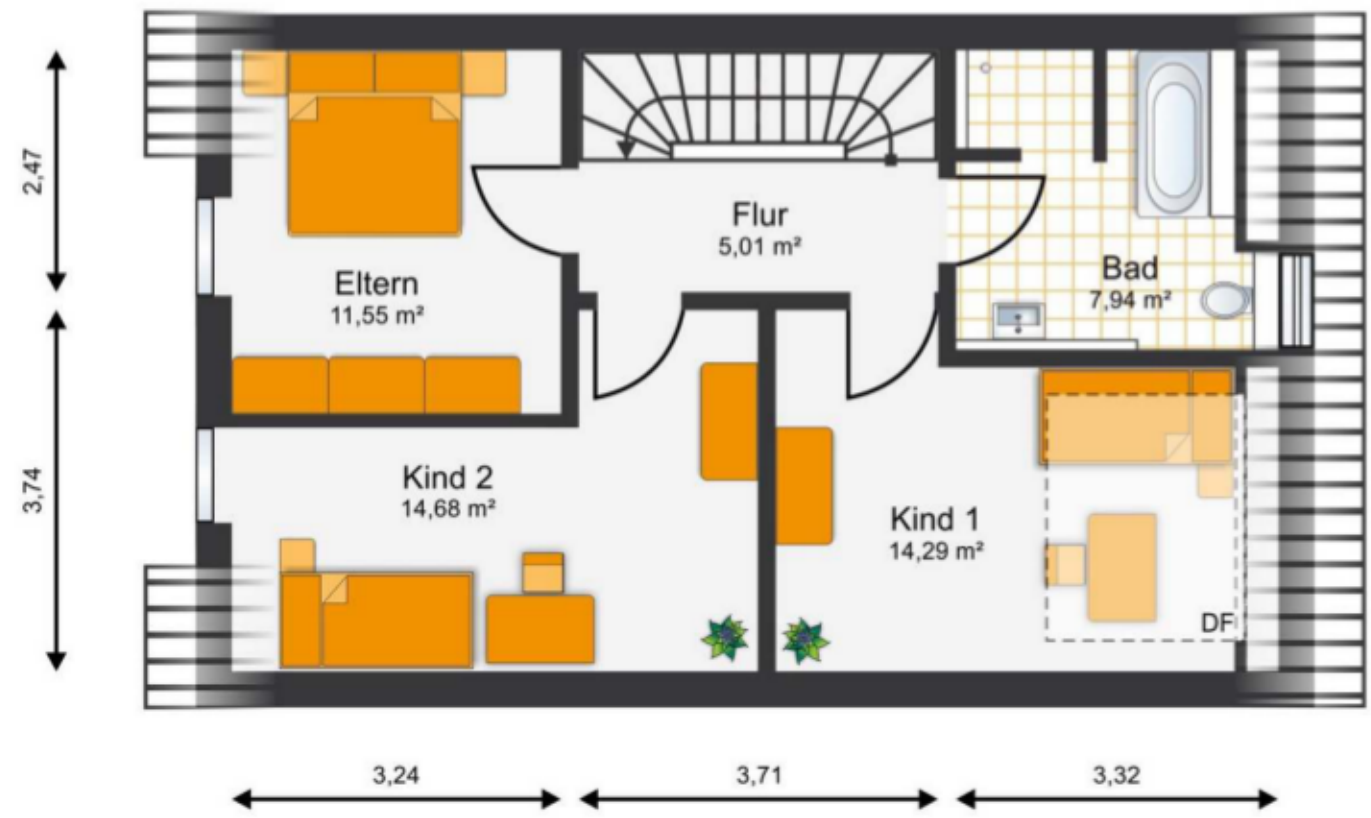 2,47
3,74
Eltern
11,55 m²
Flur
5,01 m²
Bad
7,94 m²
Kind 2
14,68 m²
Kind 1
14,29 m²
DF
3,24
3,71
3,32